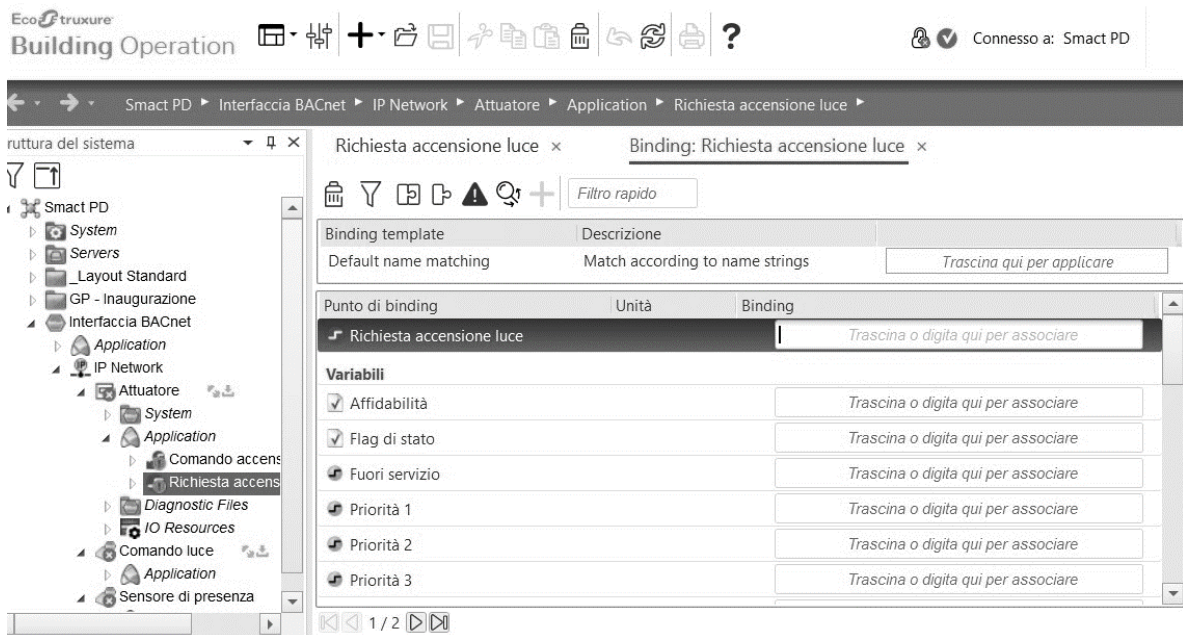 EcoStruxure
Building Operation
Connesso a: Smact PD
Smact PD Interfaccia BACnet IP Network Attuatore Application Richiesta accensione luce
ruttura del sistema
Smact PD
System
Servers
_Layout Standard
GP - Inaugurazione
Interfaccia BACnet
Application
IP Network
Attuatore
System
Application
Comando accens
Richiesta accens
Diagnostic Files
IO Resources
Comando luce
Application
Sensore di presenza
Richiesta accensione luce × Binding: Richiesta accensione luce ×
Filtro rapido
Binding template Descrizione
Default name matching Match according to name strings Trascina qui per applicare
Punto di binding Unità Binding
Richiesta accensione luce Trascina o digita qui per associare
Variabili
Affidabilità Trascina o digita qui per associare
Flag di stato Trascina o digita qui per associare
Fuori servizio Trascina o digita qui per associare
Priorità 1 Trascina o digita qui per associare
Priorità 2 Trascina o digita qui per associare
Priorità 3 Trascina o digita qui per associare
1 / 2